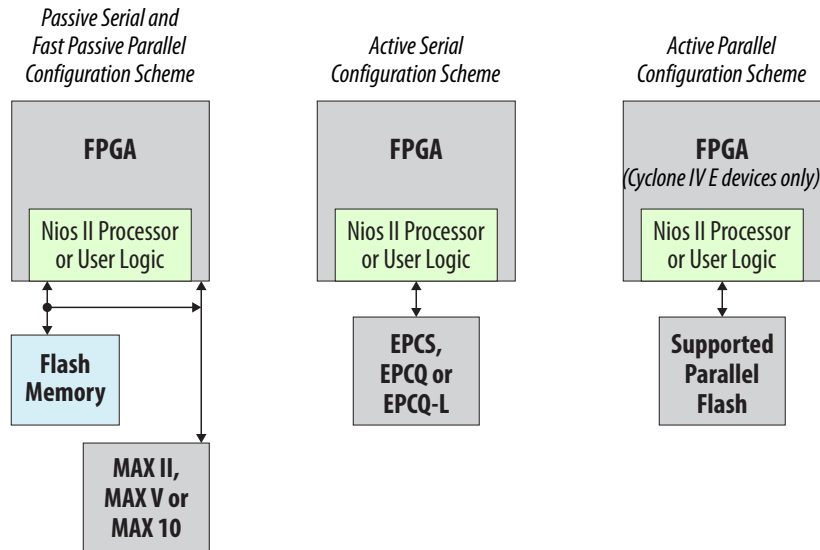 Passive Serial and
Fast Passive Parallel
Configuration Scheme
FPGA
Nios II Processor
or User Logic
Flash
Memory
MAX II,
MAX V or
MAX 10
Active Serial
Configuration Scheme
FPGA
Nios II Processor
or User Logic
EPCS,
EPCQ or
EPCQ-L
Active Parallel
Configuration Scheme
FPGA
(Cyclone IV E devices only)
Nios II Processor
or User Logic
Supported
Parallel
Flash